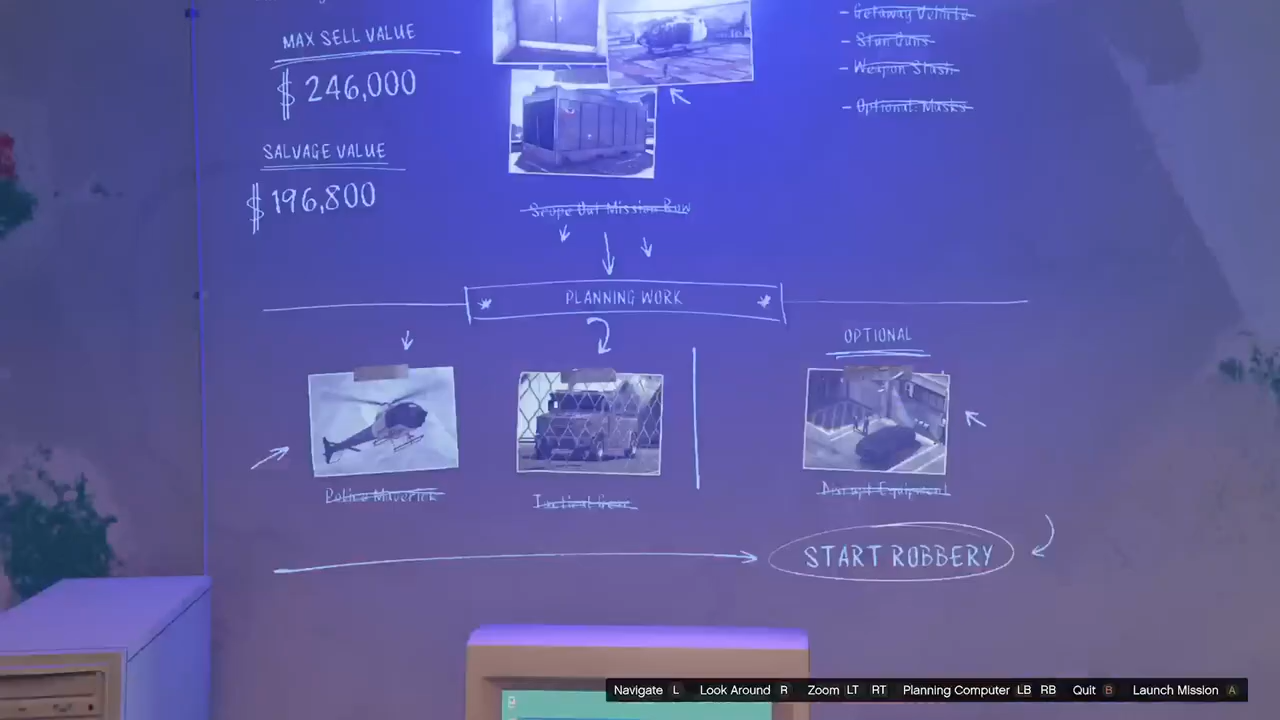 MAX SELL VALUE
$ 246,000
SALVAGE VALUE
$ 196,800
- Getaway Vehicle
- Stun Guns
- Weapon Stash
- Optional: Masks
Scope Out Mission Row
PLANNING WORK
OPTIONAL
Police Maverick
Tactical Gear
Disrupt Equipment
START ROBBERY
Navigate L Look Around R Zoom LT RT Planning Computer LB RB Quit B Launch Mission A